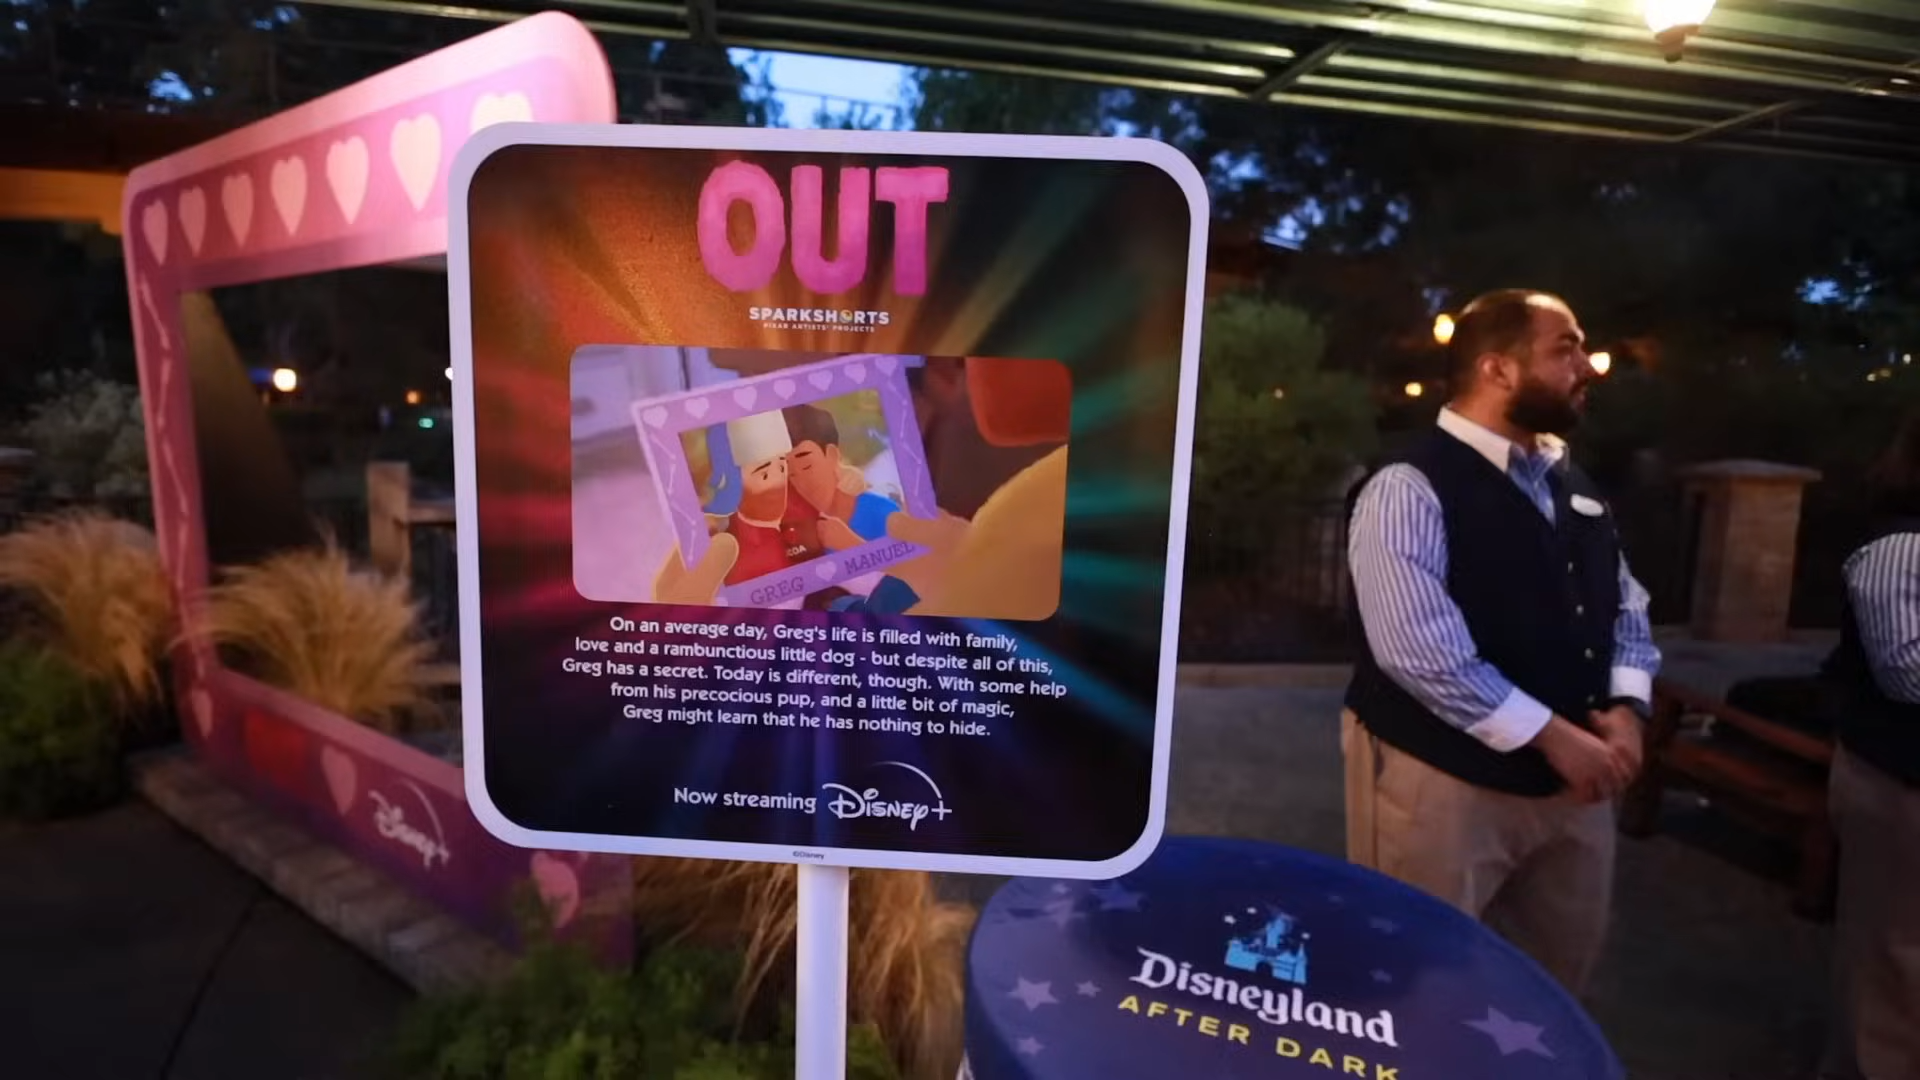 OUT
SPARKSHORTS
PIXAR ARTISTS' PROJECTS
GREG MANUEL
On an average day, Greg's life is filled with family,
love and a rambunctious little dog - but despite all of this,
Greg has a secret. Today is different, though. With some help
from his precocious pup, and a little bit of magic,
Greg might learn that he has nothing to hide.
Now streaming Disney+
©Disney
Disney+
Disneyland
AFTER DARK